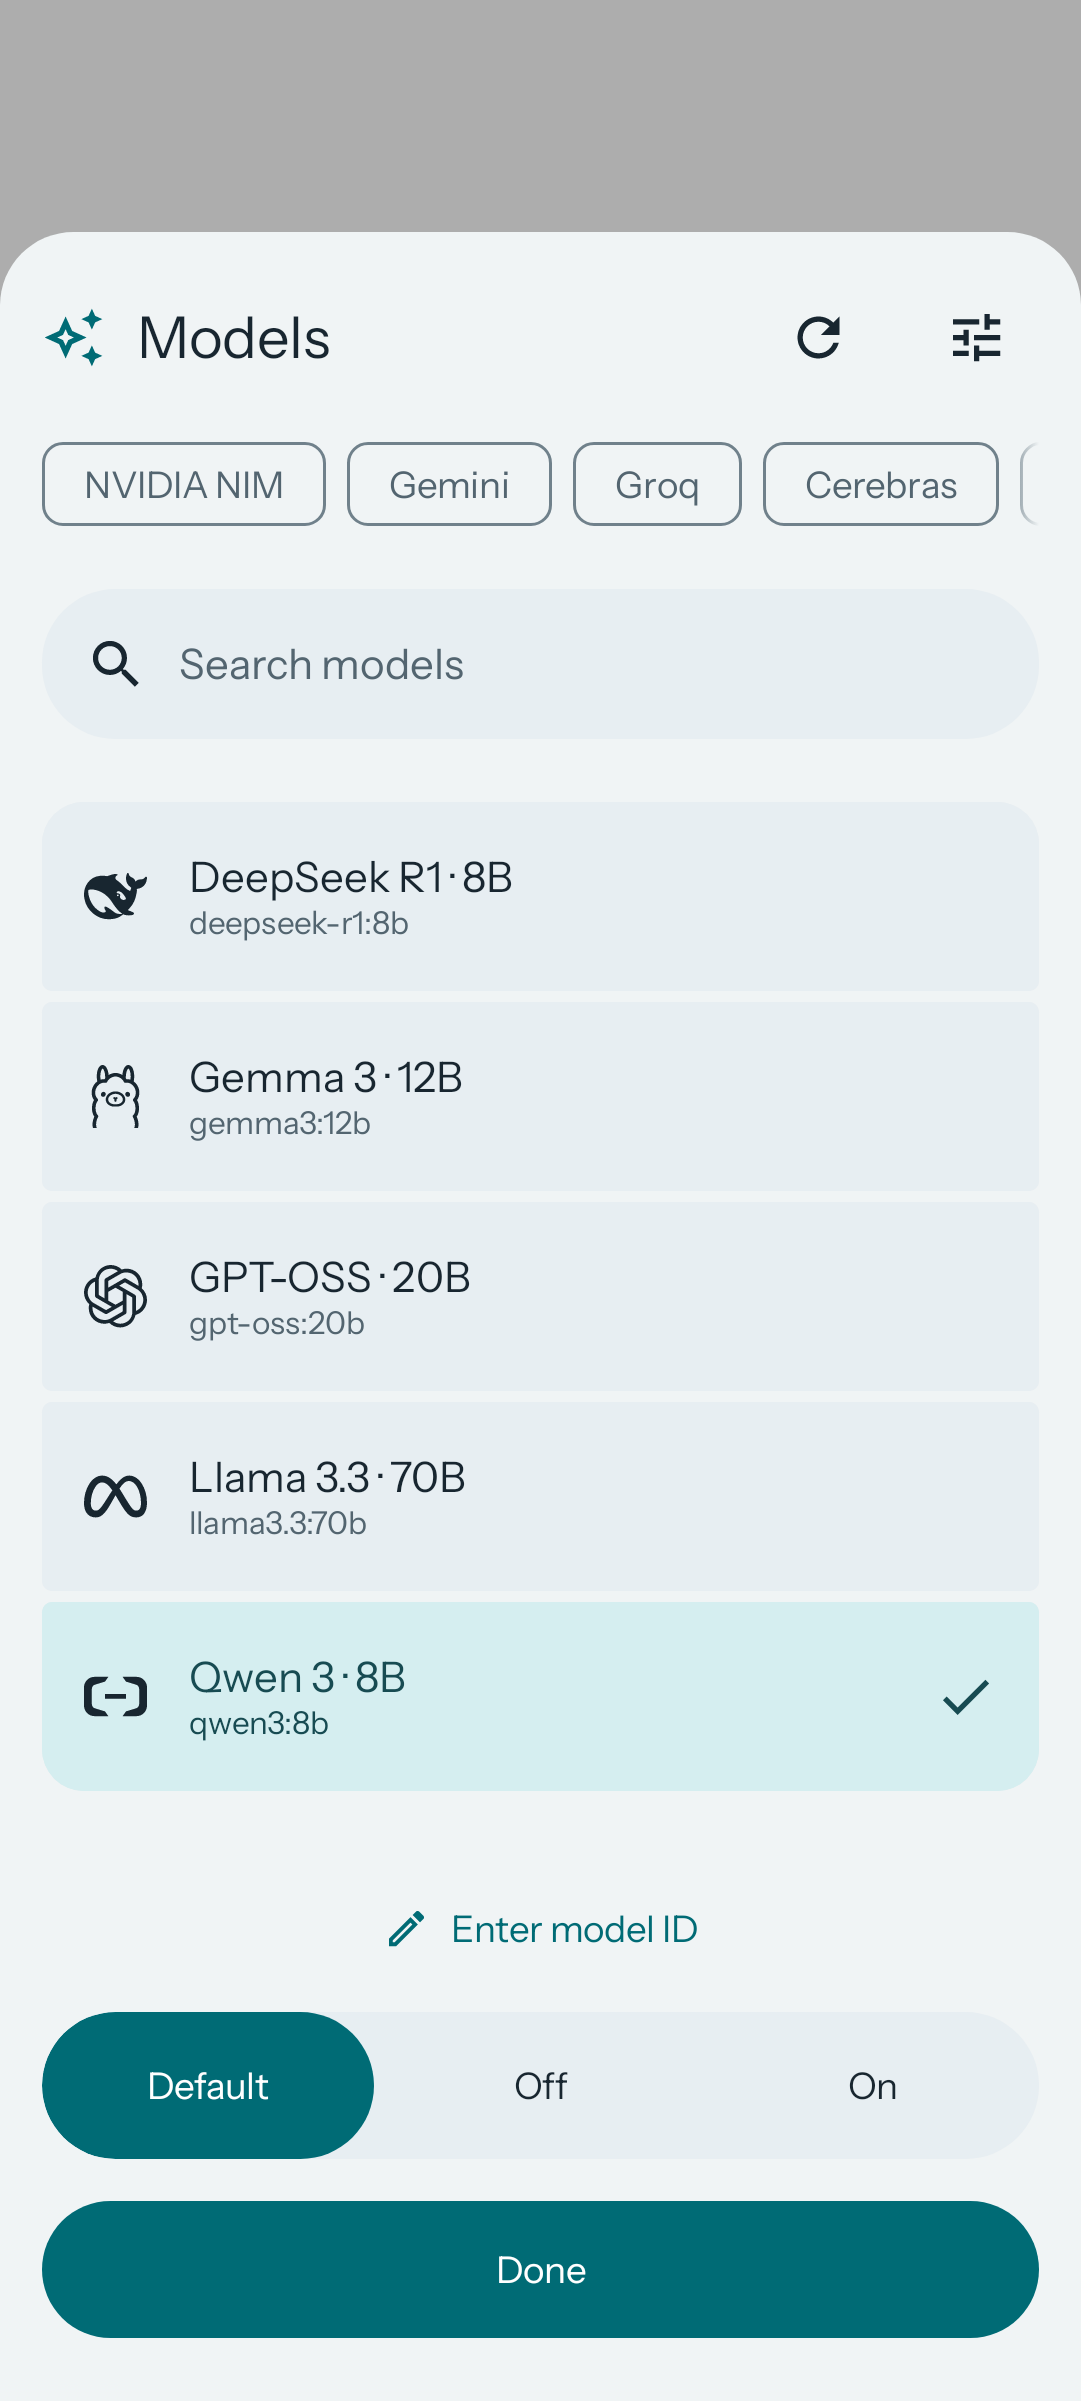 Models
NVIDIA NIM
Gemini
Groq
Cerebras
Search models
DeepSeek R1 · 8B
deepseek-r1:8b
Gemma 3 · 12B
gemma3:12b
GPT-OSS · 20B
gpt-oss:20b
Llama 3.3 · 70B
llama3.3:70b
Qwen 3 · 8B
qwen3:8b
Enter model ID
Default
Off
On
Done